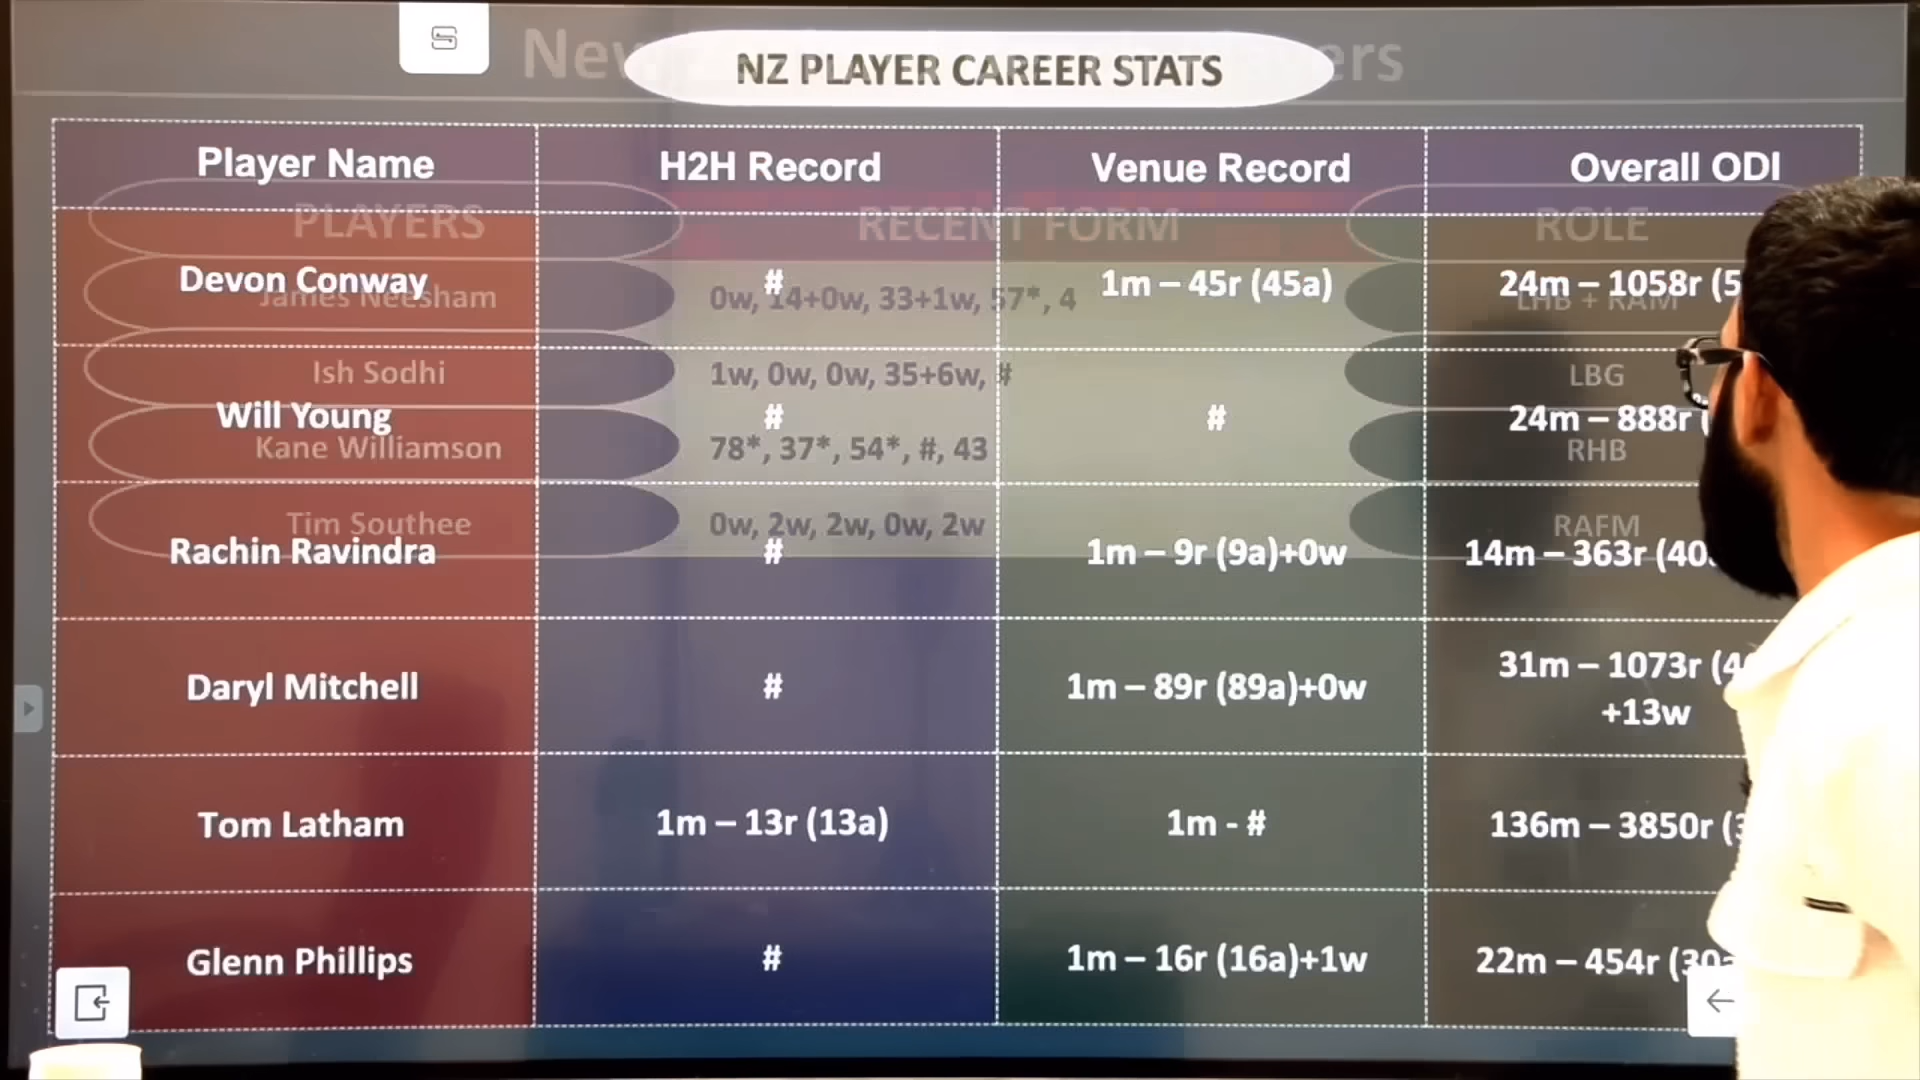 New
ers
NZ PLAYER CAREER STATS
Player Name H2H Record Venue Record Overall ODI
PLAYERS RECENT FORM ROLE
Devon Conway # 1m – 45r (45a) 24m – 1058r (5
James Neesham 0w, 14+0w, 33+1w, 57*, 4 LHB + RAM
Ish Sodhi 1w, 0w, 0w, 35+6w, # LBG
Will Young # # 24m – 888r (
Kane Williamson 78*, 37*, 54*, #, 43 RHB
Tim Southee 0w, 2w, 2w, 0w, 2w RAFM
Rachin Ravindra # 1m – 9r (9a)+0w 14m – 363r (40
Daryl Mitchell # 1m – 89r (89a)+0w 31m – 1073r (4
+13w
Tom Latham 1m – 13r (13a) 1m - # 136m – 3850r (3
Glenn Phillips # 1m – 16r (16a)+1w 22m – 454r (30a